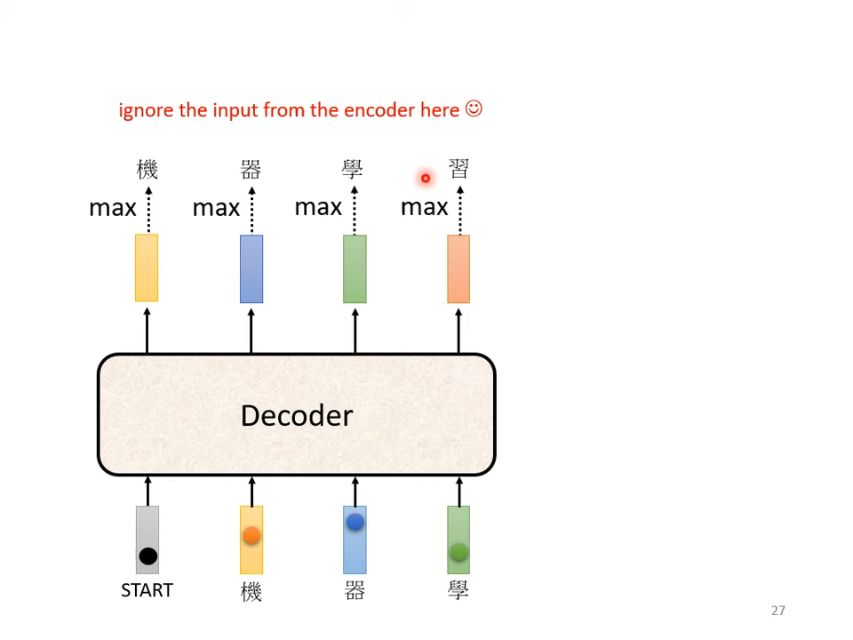 ignore the input from the encoder here ☺
機 器 學 習
max max max max
Decoder
START 機 器 學
27